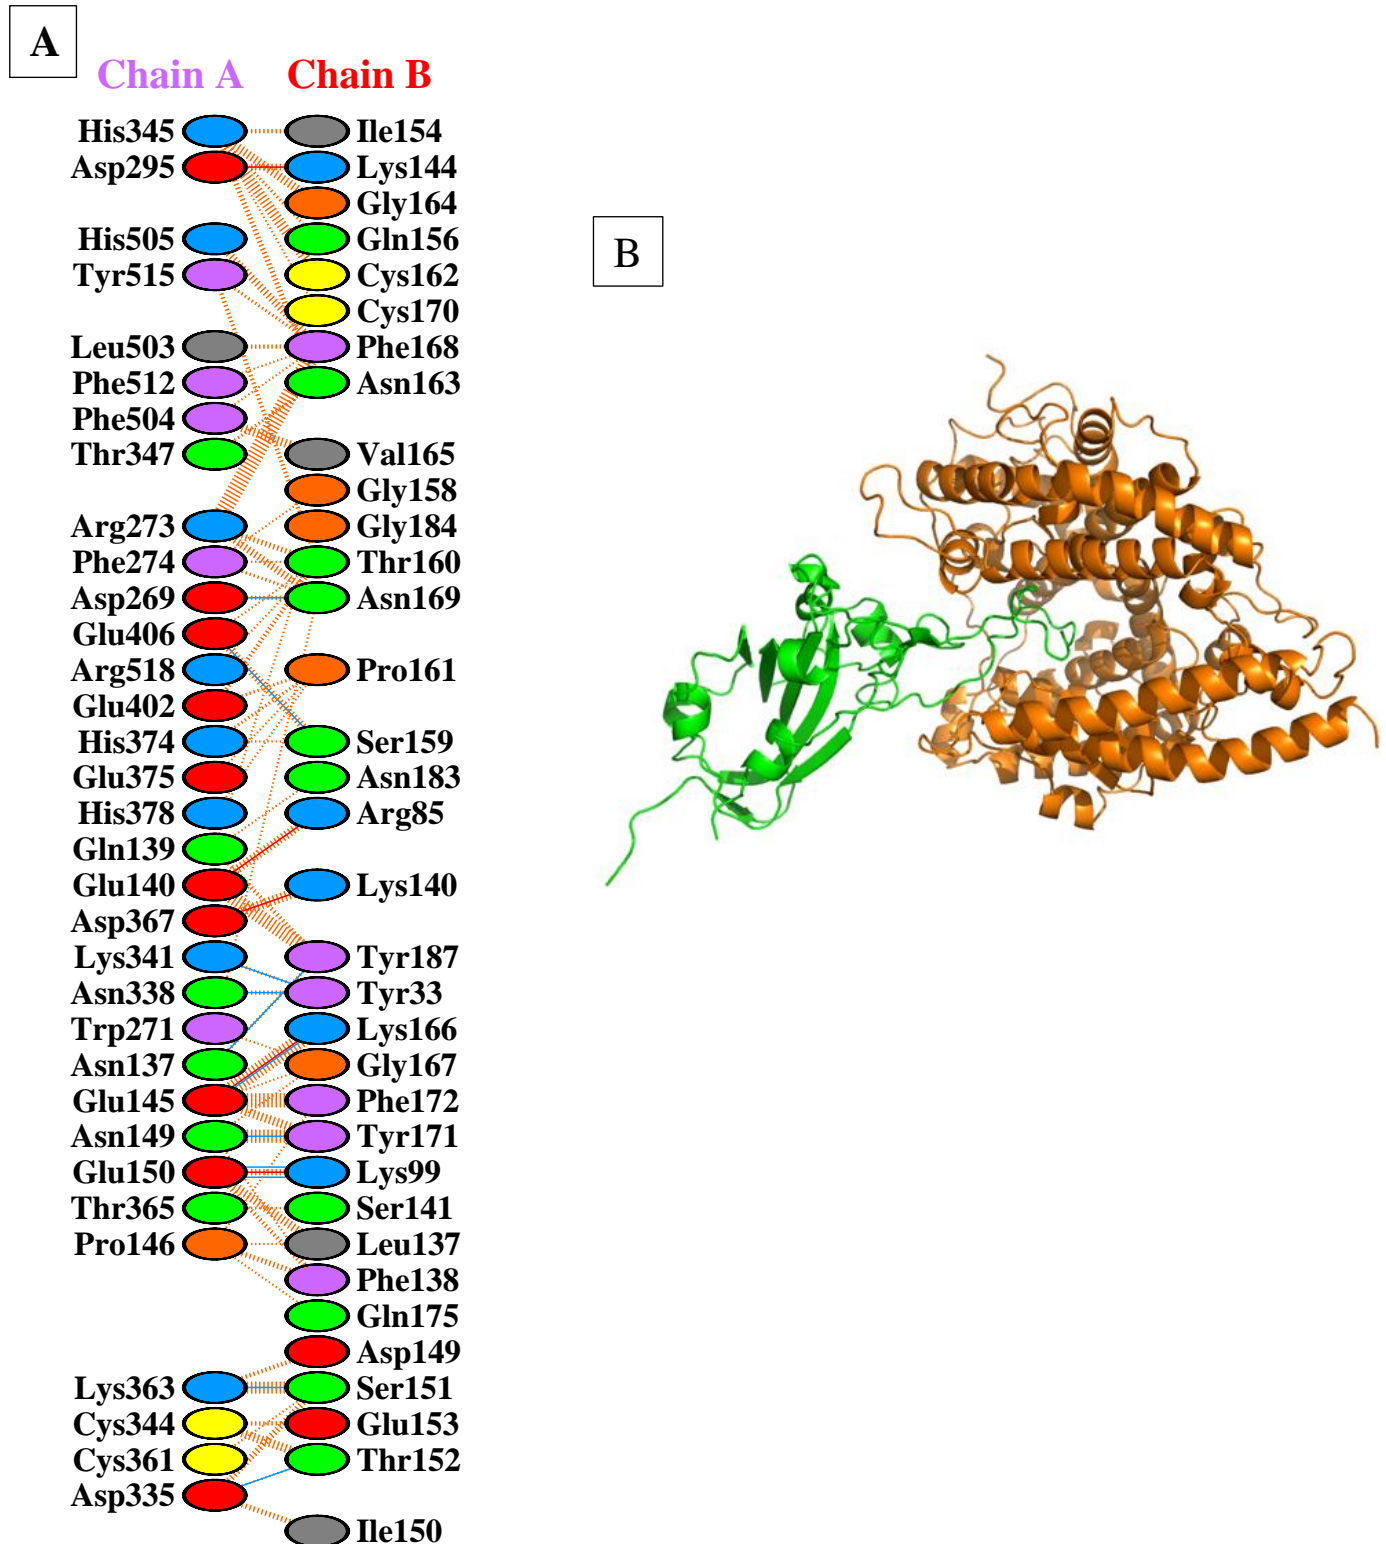 A
Chain A Chain B
His345 Ile154
Asp295 Lys144
Gly164
His505 Gln156
Tyr515 Cys162
Cys170
Leu503 Phe168
Phe512 Asn163
Phe504
Thr347 Val165
Gly158
Arg273 Gly184
Phe274 Thr160
Asp269 Asn169
Glu406
Arg518 Pro161
Glu402
His374 Ser159
Glu375 Asn183
His378 Arg85
Gln139
Glu140 Lys140
Asp367
Lys341 Tyr187
Asn338 Tyr33
Trp271 Lys166
Asn137 Gly167
Glu145 Phe172
Asn149 Tyr171
Glu150 Lys99
Thr365 Ser141
Pro146 Leu137
Phe138
Gln175
Asp149
Lys363 Ser151
Cys344 Glu153
Cys361 Thr152
Asp335
Ile150
B